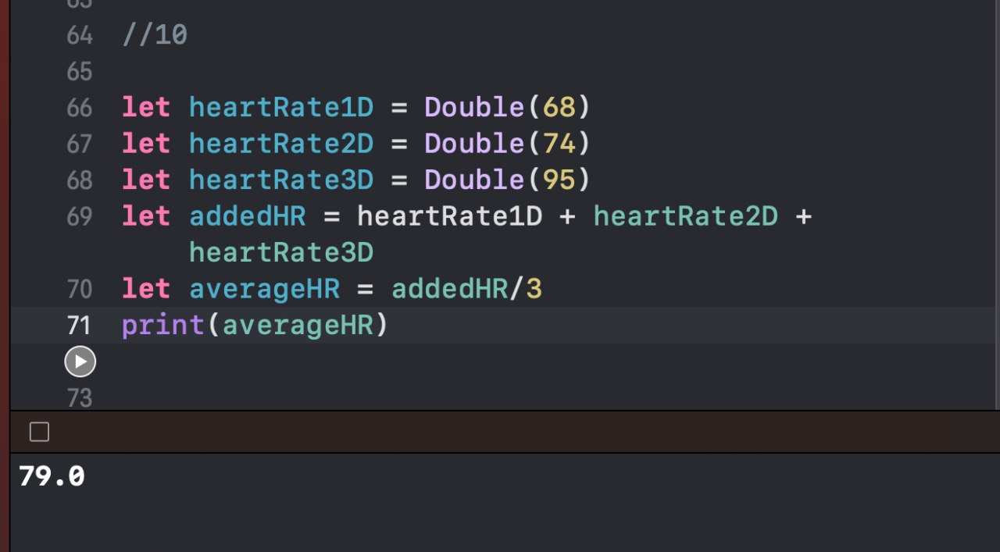 63
64 //10
65
66 let heartRate1D = Double(68)
67 let heartRate2D = Double(74)
68 let heartRate3D = Double(95)
69 let addedHR = heartRate1D + heartRate2D +
heartRate3D
70 let averageHR = addedHR/3
71 print(averageHR)
73
79.0